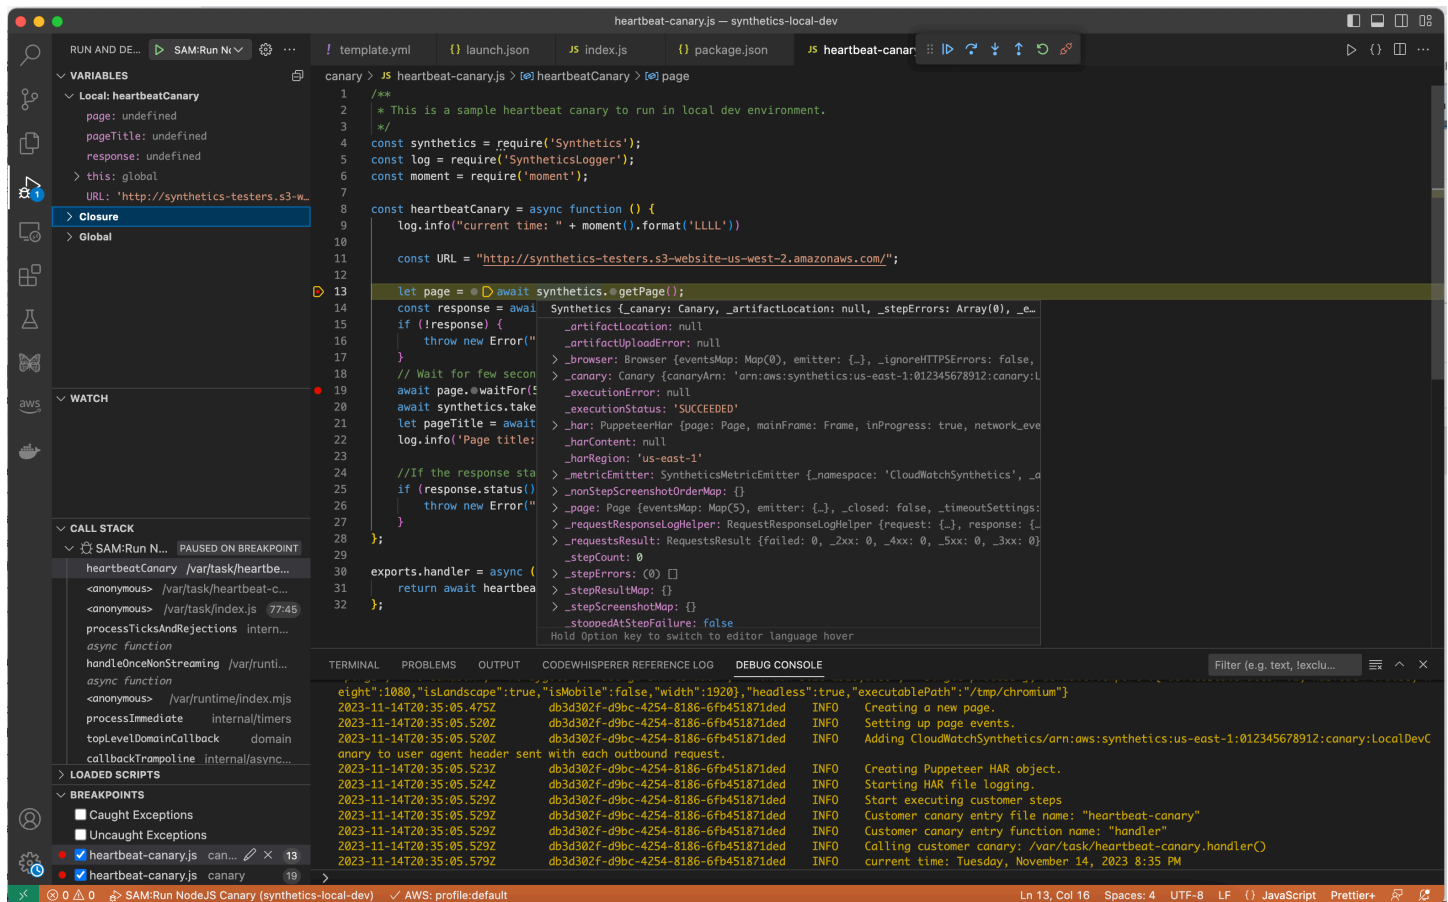 heartbeat-canary.js — synthetics-local-dev
RUN AND DE... SAM:Run Nc
template.yml
launch.json
JS index.js
package.json
JS heartbeat-canary
VARIABLES
Local: heartbeatCanary
page: undefined
pageTitle: undefined
response: undefined
this: global
URL: 'http://synthetics-testers.s3-w…
Closure
Global
WATCH
CALL STACK
SAM:Run N... PAUSED ON BREAKPOINT
heartbeatCanary /var/task/heartbe...
<anonymous> /var/task/heartbeat-c...
<anonymous> /var/task/index.js 77:45
processTicksAndRejections intern...
async function
handleOnceNonStreaming /var/runti...
async function
<anonymous> /var/runtime/index.mjs
processImmediate internal/timers
topLevelDomainCallback domain
callbackTrampoline internal/async...
LOADED SCRIPTS
BREAKPOINTS
Caught Exceptions
Uncaught Exceptions
heartbeat-canary.js can... 13
heartbeat-canary.js canary 19
canary > JS heartbeat-canary.js > heartbeatCanary > page
1 /**
2 * This is a sample heartbeat canary to run in local dev environment.
3 */
4 const synthetics = require('Synthetics');
5 const log = require('SyntheticsLogger');
6 const moment = require('moment');
7
8 const heartbeatCanary = async function () {
9 log.info("current time: " + moment().format('LLLL'))
10
11 const URL = "http://synthetics-testers.s3-website-us-west-2.amazonaws.com/";
12
13 let page = await synthetics.getPage();
14 const response = awai
15 if (!response) {
16 throw new Error("
17 }
18 // Wait for few secon
19 await page.waitFor(5
20 await synthetics.take
21 let pageTitle = await
22 log.info('Page title:
23
24 //If the response sta
25 if (response.status()
26 throw new Error("
27 }
28 };
29
30 exports.handler = async (
31 return await heartbea
32 };
Synthetics {_canary: Canary, _artifactLocation: null, _stepErrors: Array(0), _e…
_artifactLocation: null
_artifactUploadError: null
_browser: Browser {eventsMap: Map(0), emitter: {…}, _ignoreHTTPSErrors: false,
_canary: Canary {canaryArn: 'arn:aws:synthetics:us-east-1:012345678912:canary:L
_executionError: null
_executionStatus: 'SUCCEEDED'
_har: PuppeteerHar {page: Page, mainFrame: Frame, inProgress: true, network_eve
_harContent: null
_harRegion: 'us-east-1'
_metricEmitter: SyntheticsMetricEmitter {_namespace: 'CloudWatchSynthetics', _a
_nonStepScreenshotOrderMap: {}
_page: Page {eventsMap: Map(5), emitter: {…}, _closed: false, _timeoutSettings:
_requestResponseLogHelper: RequestResponseLogHelper {request: {…}, response: {…
_requestsResult: RequestsResult {failed: 0, _2xx: 0, _4xx: 0, _5xx: 0, _3xx: 0}
_stepCount: 0
_stepErrors: (0) []
_stepResultMap: {}
_stepScreenshotMap: {}
_stoppedAtStepFailure: false
Hold Option key to switch to editor language hover
TERMINAL PROBLEMS OUTPUT CODEWHISPERER REFERENCE LOG DEBUG CONSOLE Filter (e.g. text, !exclu...
eight":1080,"isLandscape":true,"isMobile":false,"width":1920},"headless":true,"executablePath":"/tmp/chromium"}
2023-11-14T20:35:05.475Z db3d302f-d9bc-4254-8186-6fb451871ded INFO Creating a new page.
2023-11-14T20:35:05.520Z db3d302f-d9bc-4254-8186-6fb451871ded INFO Setting up page events.
2023-11-14T20:35:05.520Z db3d302f-d9bc-4254-8186-6fb451871ded INFO Adding CloudWatchSynthetics/arn:aws:synthetics:us-east-1:012345678912:canary:LocalDevC
anary to user agent header sent with each outbound request.
2023-11-14T20:35:05.523Z db3d302f-d9bc-4254-8186-6fb451871ded INFO Creating Puppeteer HAR object.
2023-11-14T20:35:05.524Z db3d302f-d9bc-4254-8186-6fb451871ded INFO Starting HAR file logging.
2023-11-14T20:35:05.529Z db3d302f-d9bc-4254-8186-6fb451871ded INFO Start executing customer steps
2023-11-14T20:35:05.529Z db3d302f-d9bc-4254-8186-6fb451871ded INFO Customer canary entry file name: "heartbeat-canary"
2023-11-14T20:35:05.529Z db3d302f-d9bc-4254-8186-6fb451871ded INFO Customer canary entry function name: "handler"
2023-11-14T20:35:05.529Z db3d302f-d9bc-4254-8186-6fb451871ded INFO Calling customer canary: /var/task/heartbeat-canary.handler()
2023-11-14T20:35:05.579Z db3d302f-d9bc-4254-8186-6fb451871ded INFO current time: Tuesday, November 14, 2023 8:35 PM
1
aws
0 0 SAM:Run NodeJS Canary (synthetics-local-dev) AWS: profile:default Ln 13, Col 16 Spaces: 4 UTF-8 LF {} JavaScript Prettier+